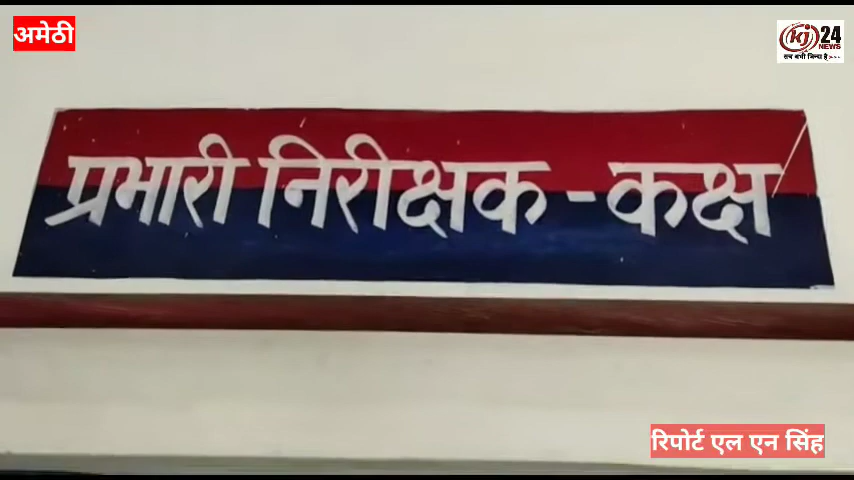 अमेठी
kj 24
NEWS
प्रभारी निरीक्षक - कक्ष
रिपोर्ट एल एन सिंह